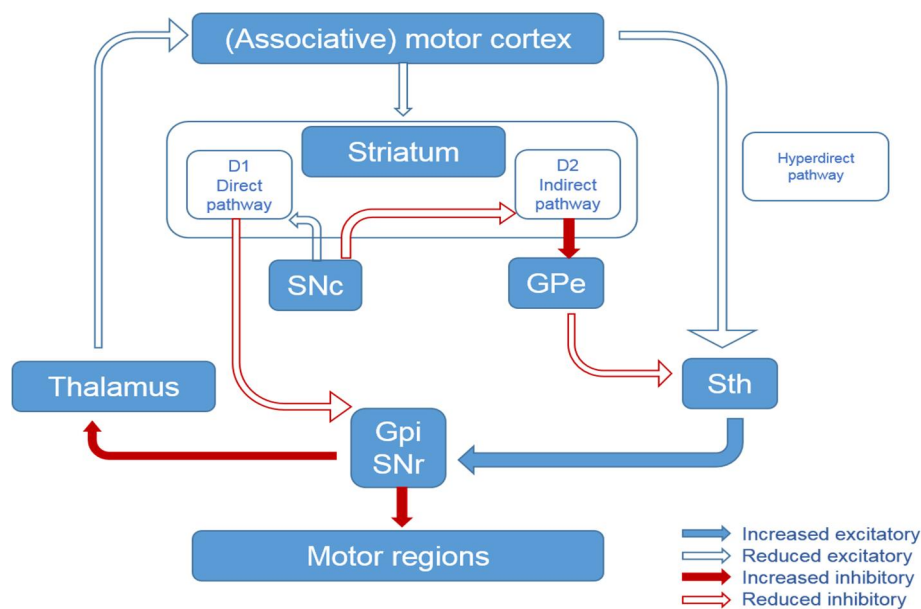 (Associative) motor cortex
Striatum
D1
Direct
pathway
D2
Indirect
pathway
Hyperdirect
pathway
SNc
GPe
Thalamus
Sth
Gpi
SNr
Motor regions
Increased excitatory
Reduced excitatory
Increased inhibitory
Reduced inhibitory